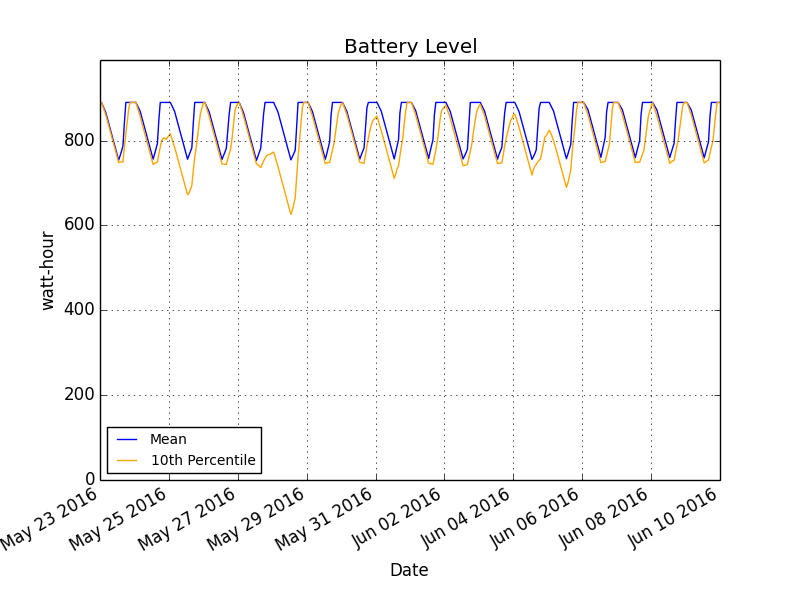 Battery Level
watt-hour
800
600
400
200
0
Mean
10th Percentile
May 23 2016
May 25 2016
May 27 2016
May 29 2016
May 31 2016
Jun 02 2016
Jun 04 2016
Jun 06 2016
Jun 08 2016
Jun 10 2016
Date